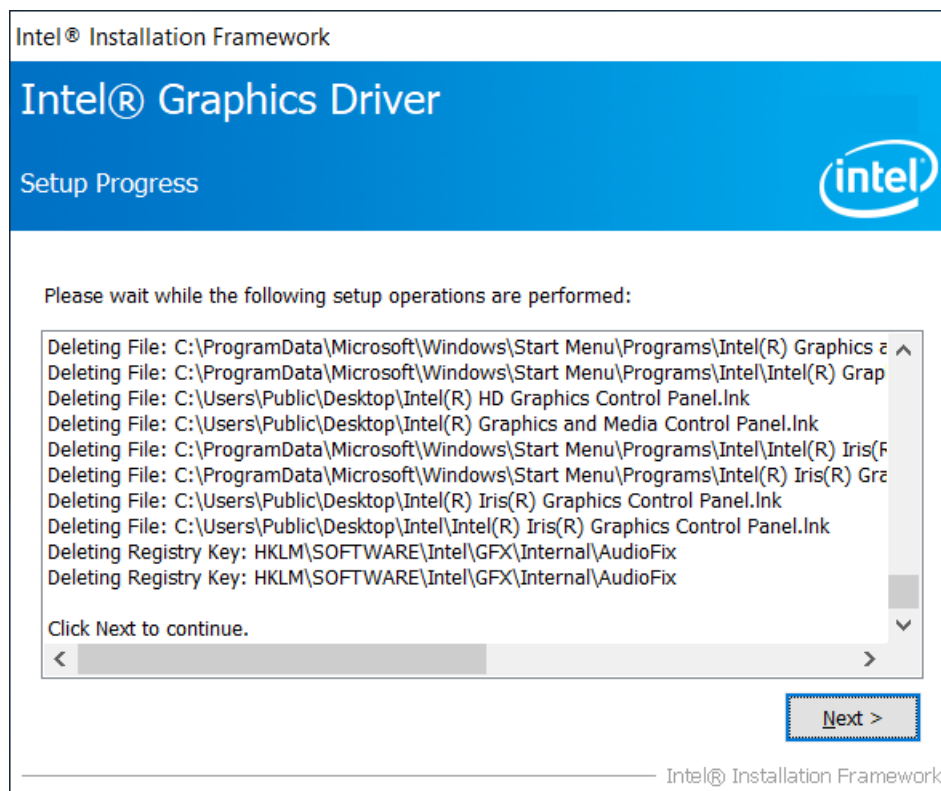 Intel® Installation Framework
Intel® Graphics Driver
Setup Progress
intel
Please wait while the following setup operations are performed:
Deleting File: C:\ProgramData\Microsoft\Windows\Start Menu\Programs\Intel(R) Graphics
Deleting File: C:\ProgramData\Microsoft\Windows\Start Menu\Programs\Intel\Intel(R)
Deleting File: C:\Users\Public\Desktop\Intel(R) HD Graphics Control Panel.lnk
Deleting File: C:\Users\Public\Desktop\Intel(R) Graphics and Media Control Panel.lnk
Deleting File: C:\ProgramData\Microsoft\Windows\Start Menu\Programs\Intel\Intel(R)
Deleting File: C:\ProgramData\Microsoft\Windows\Start Menu\Programs\Intel(R) Iris(R)
Deleting File: C:\Users\Public\Desktop\Intel(R) Iris(R) Graphics Control Panel.lnk
Deleting File: C:\Users\Public\Desktop\Intel\Intel(R) Iris(R) Graphics Control Panel.lnk
Deleting Registry Key: HKLM\SOFTWARE\Intel\GFX\Internal\AudioFix
Deleting Registry Key: HKLM\SOFTWARE\Intel\GFX\Internal\AudioFix
Click Next to continue.
Next >
Intel® Installation Framework